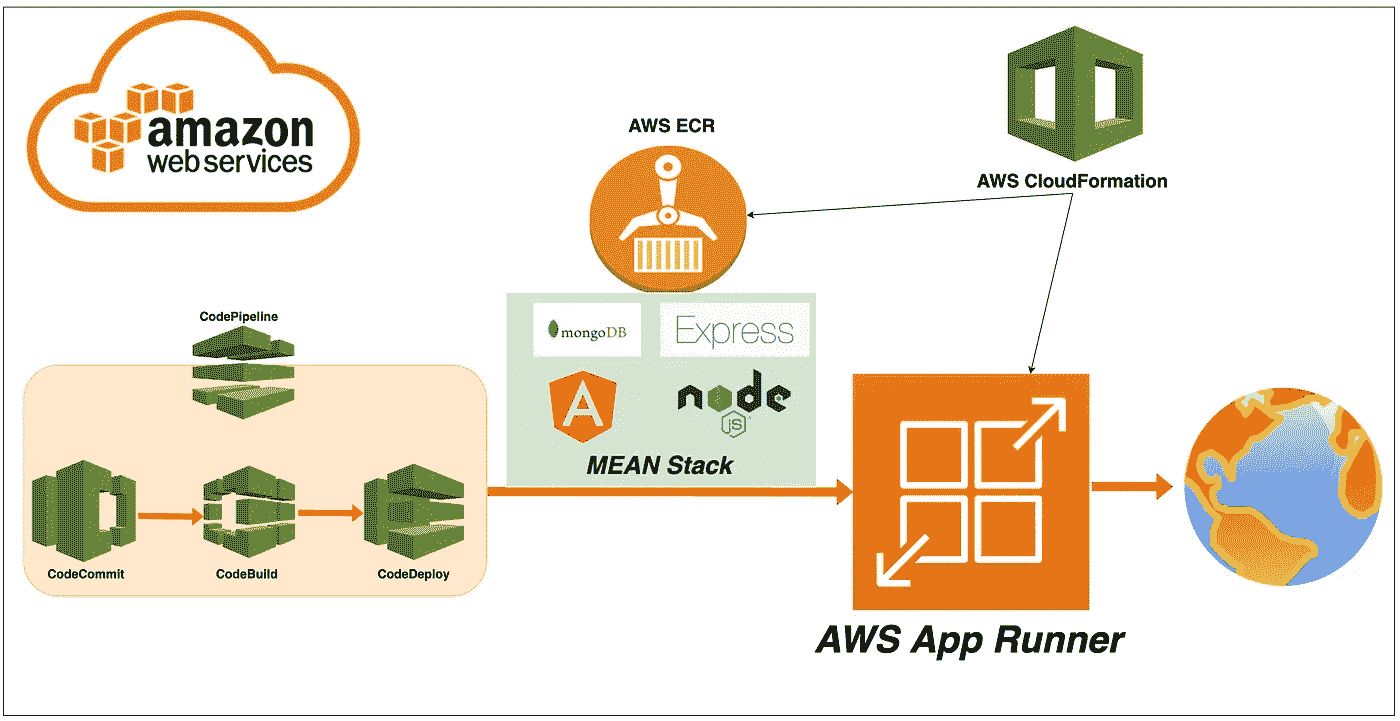 amazon
web services
AWS ECR
AWS CloudFormation
CodePipeline
mongoDB
Express
A
node
JS
MEAN Stack
CodeCommit
CodeBuild
CodeDeploy
AWS App Runner